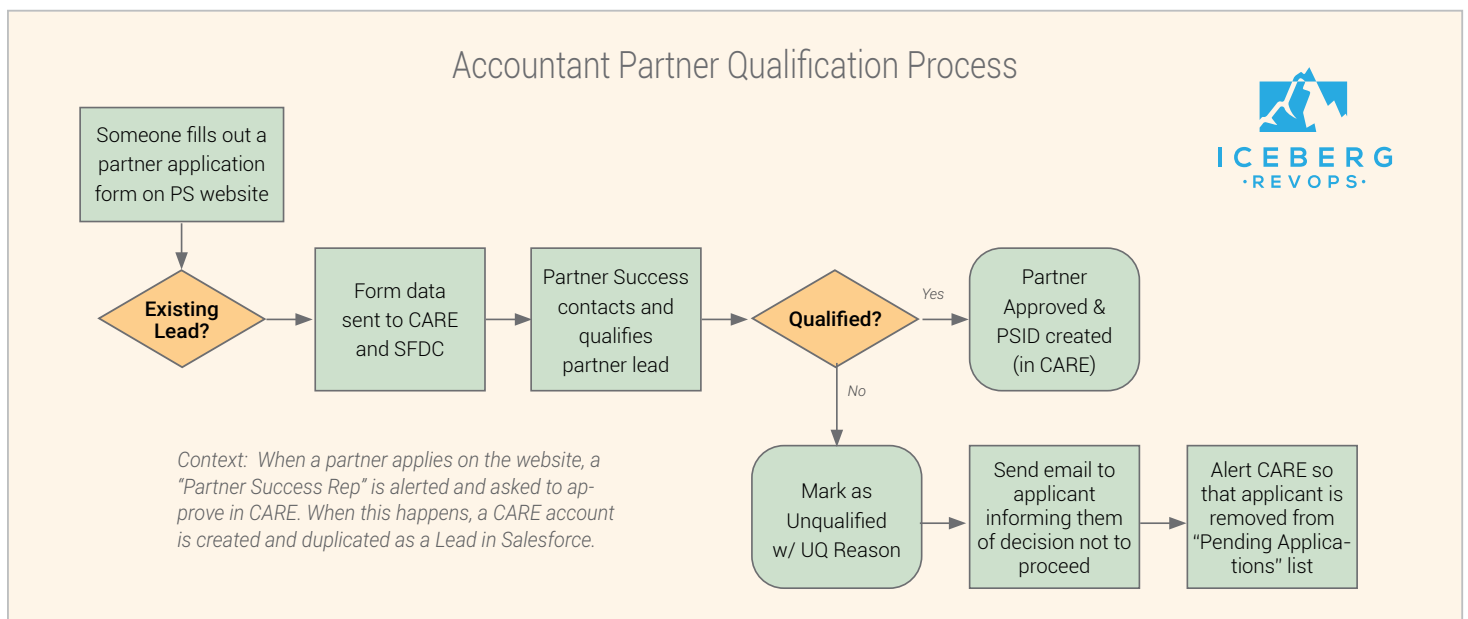 Accountant Partner Qualification Process
ICEBERG
·REVOPS·
Someone fills out a
partner application
form on PS website
Existing
Lead?
Form data
sent to CARE
and SFDC
Partner Success
contacts and
qualifies
partner lead
Qualified?
Yes
Partner
Approved &
PSID created
(in CARE)
No
Context: When a partner applies on the website, a
“Partner Success Rep” is alerted and asked to ap-
prove in CARE. When this happens, a CARE account
is created and duplicated as a Lead in Salesforce.
Mark as
Unqualified
w/ UQ Reason
Send email to
applicant
informing them
of decision not to
proceed
Alert CARE so
that applicant is
removed from
“Pending Applica-
tions” list